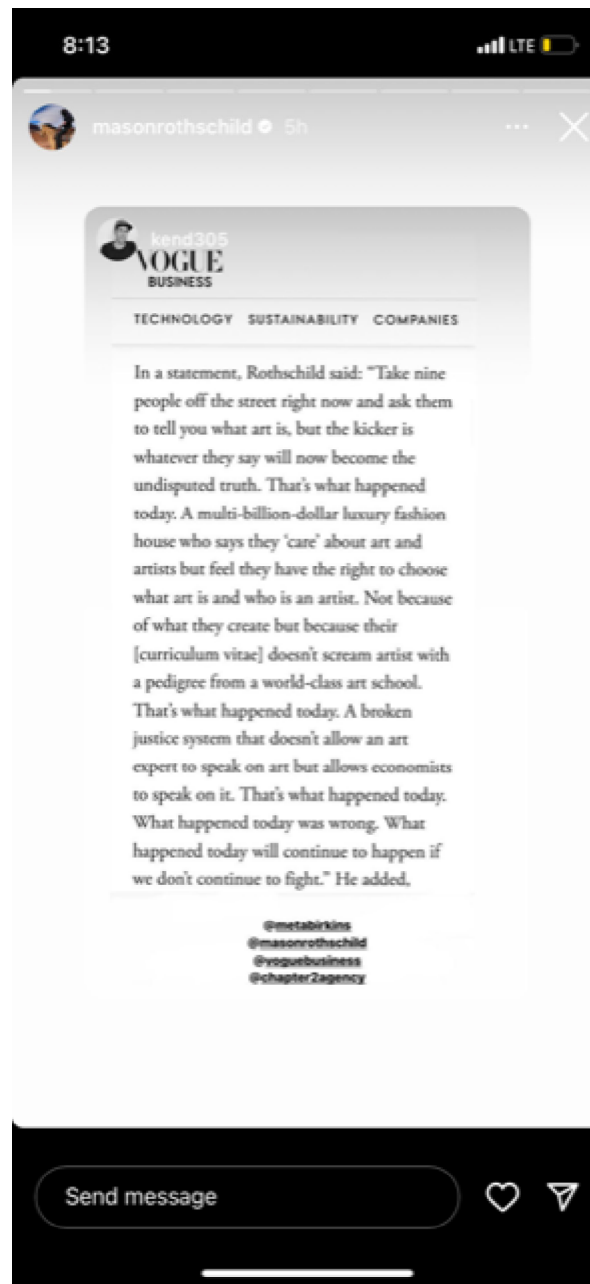 8:13
LTE
masonrothschild 5h
kend305
VOGUE
BUSINESS
TECHNOLOGY SUSTAINABILITY COMPANIES
In a statement, Rothschild said: “Take nine
people off the street right now and ask them
to tell you what art is, but the kicker is
whatever they say will now become the
undisputed truth. That’s what happened
today. A multi-billion-dollar luxury fashion
house who says they ‘care’ about art and
artists but feel they have the right to choose
what art is and who is an artist. Not because
of what they create but because their
[curriculum vitae] doesn’t scream artist with
a pedigree from a world-class art school.
That’s what happened today. A broken
justice system that doesn’t allow an art
expert to speak on art but allows economists
to speak on it. That’s what happened today.
What happened today was wrong. What
happened today will continue to happen if
we don’t continue to fight.” He added,
@metabirkins
@masonrothschild
@voguebusiness
@chapter2agency
Send message